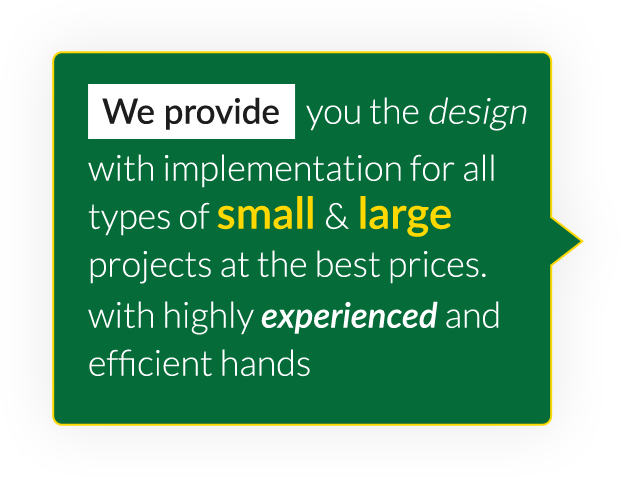 We provide you the design
with implementation for all
types of small & large
projects at the best prices.
with highly experienced and
efficient hands